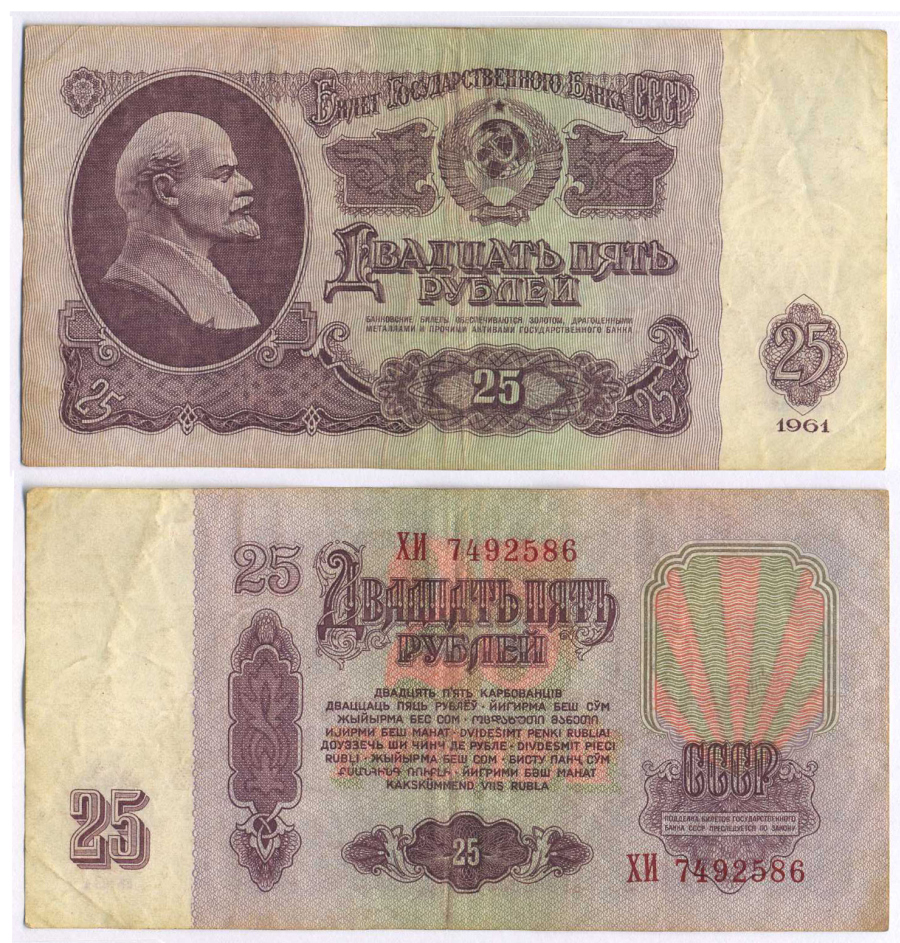 Билет Государственного Банка СССР
Двадцать пять
рублей
БАНКОВСКИЕ БИЛЕТЫ ОБЕСПЕЧИВАЮТСЯ ЗОЛОТОМ, ДРАГОЦЕННЫМИ
МЕТАЛЛАМИ И ПРОЧИМИ АКТИВАМИ ГОСУДАРСТВЕННОГО БАНКА
25
25
25
25
1961
25
ХИ 7492586
Двадцать пять
рублей
ДВАДЦЯТЬ П'ЯТЬ КАРБОВАНЦІВ
ДВАЦЦАЦЬ ПЯЦЬ РУБЛЁЎ · ЙИГИРМА БЕШ СЎМ
ЖЫЙЫРМА БЕС СОМ · ᲝᲪᲓᲐᲮᲣᲗᲘ ᲛᲐᲜᲔᲗᲘ
ИЈИРМИ БЕШ МАНАТ · DVIDEŠIMT PENKI RUBLIAI
ДОУЭЗЕЧЬ ШИ ЧИНЧ ДЕ РУБЛЕ · DIVDESMIT PIECI
RUBĻI · ЖЫЙЫРМА БЕШ СОМ · БИСТУ ПАНҶ СЎМ
ՔՍԱՆՀԻՆԳ ՌՈՒԲԼԻ · ЙИГРИМИ БӘШ МАНАТ
KAKSKÜMMEND VIIS RUBLA
СССР
ПОДДЕЛКА БИЛЕТОВ ГОСУДАРСТВЕННОГО
БАНКА СССР ПРЕСЛЕДУЕТСЯ ПО ЗАКОНУ
25
25
ХИ 7492586